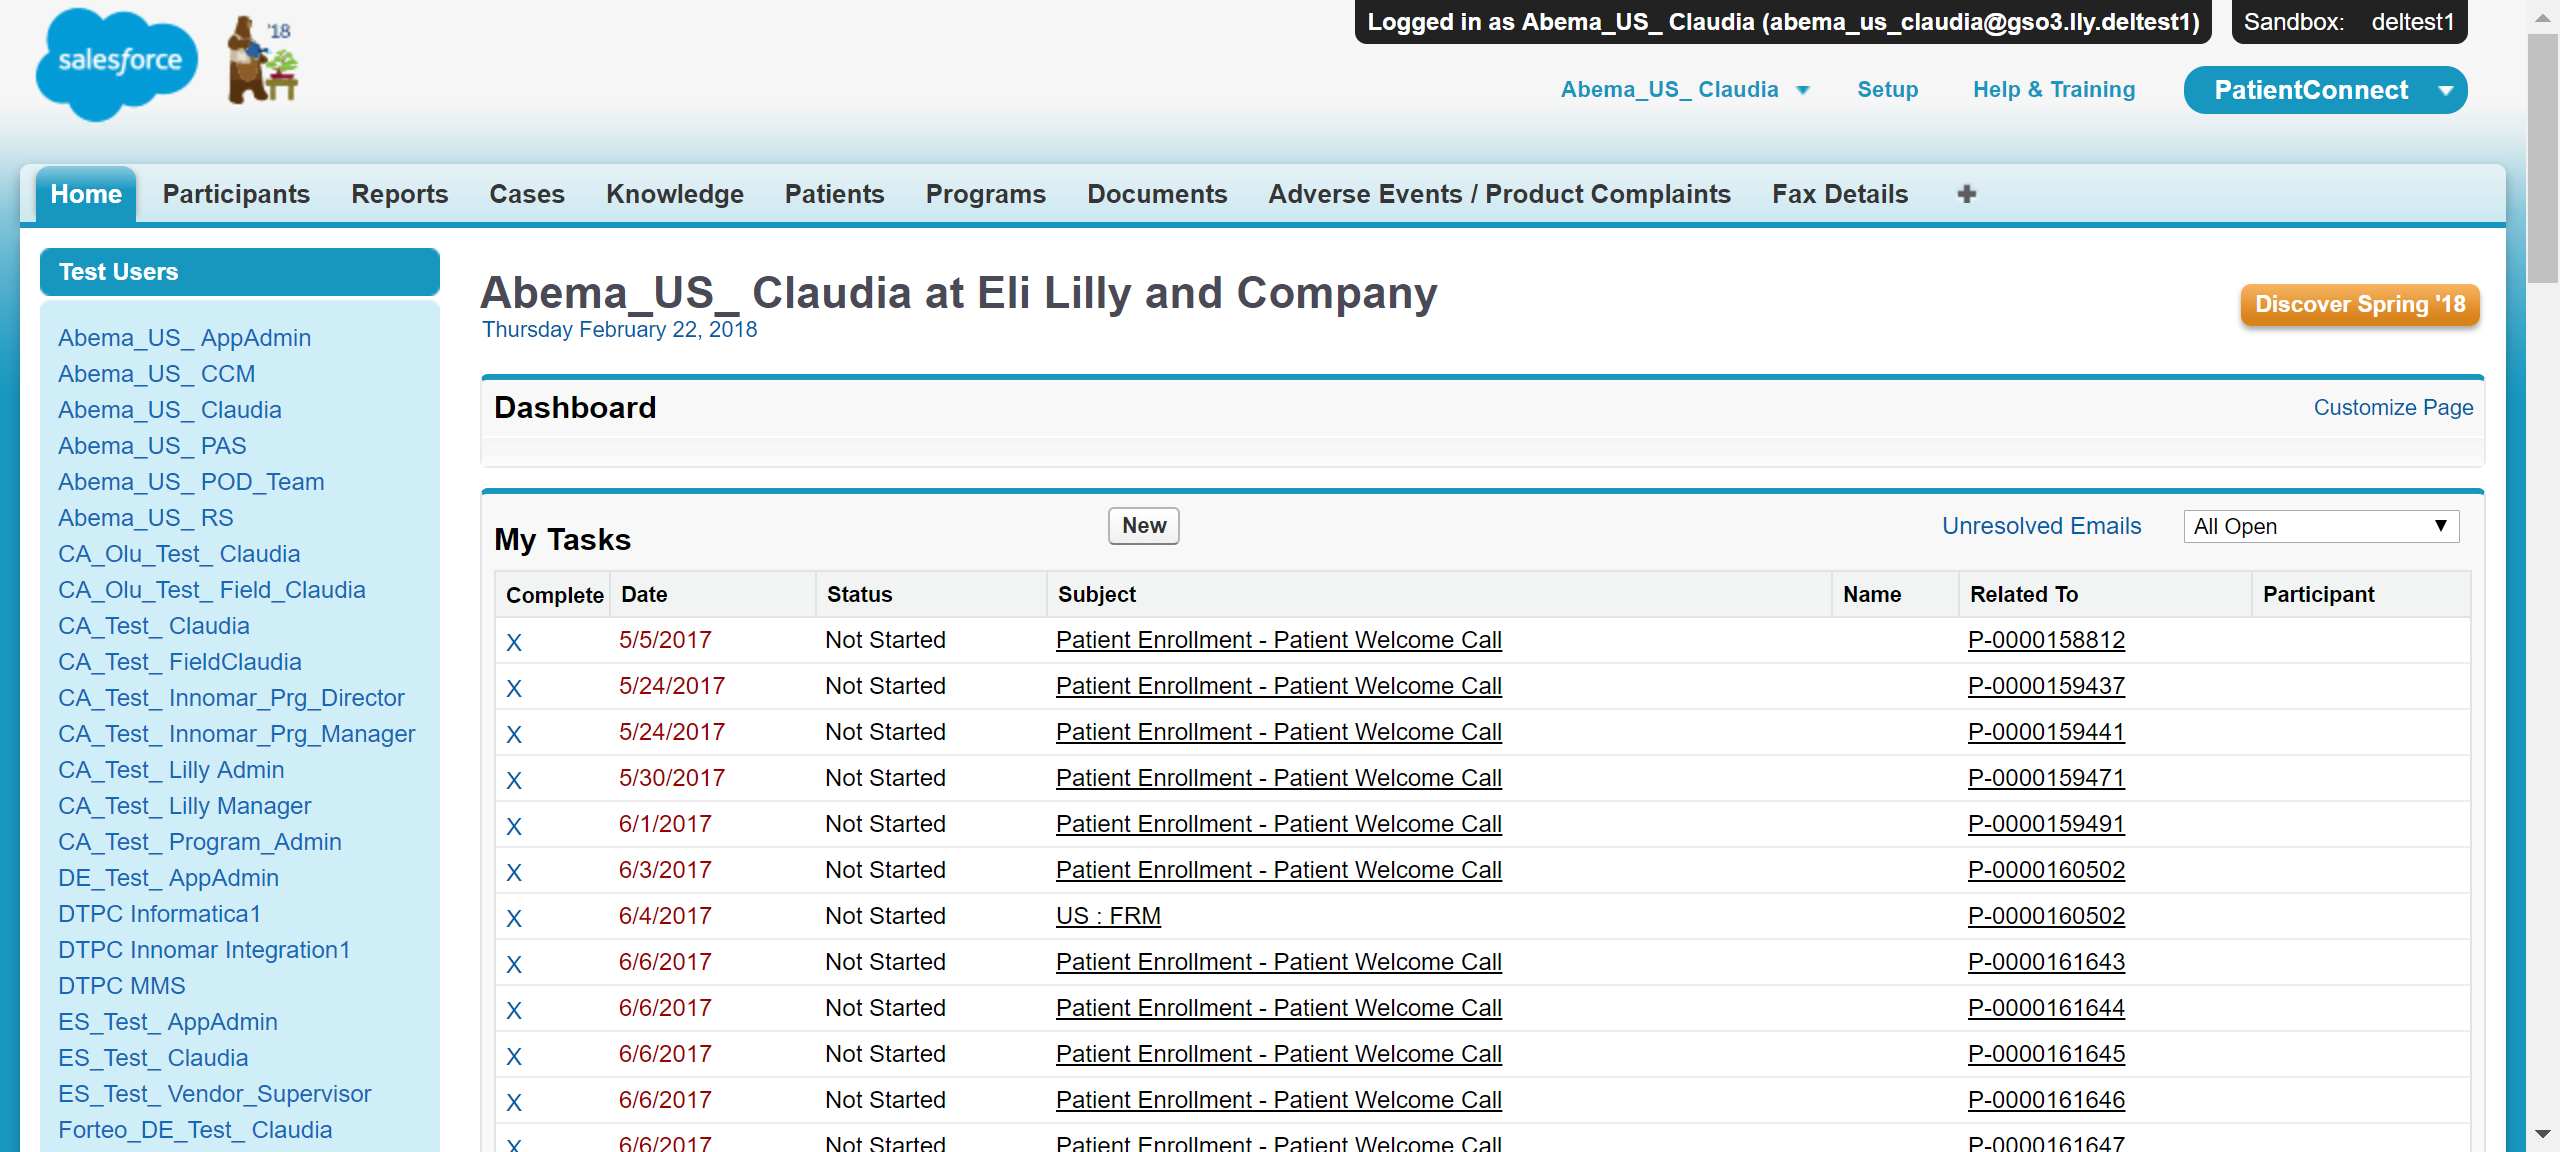 salesforce
'18
Logged in as Abema_US_ Claudia (abema_us_claudia@gso3.lly.deltest1)
Sandbox: deltest1
Abema_US_ Claudia
Setup
Help & Training
PatientConnect
Home Participants Reports Cases Knowledge Patients Programs Documents Adverse Events / Product Complaints Fax Details
Test Users
Abema_US_ AppAdmin
Abema_US_ CCM
Abema_US_ Claudia
Abema_US_ PAS
Abema_US_ POD_Team
Abema_US_ RS
CA_Olu_Test_ Claudia
CA_Olu_Test_ Field_Claudia
CA_Test_ Claudia
CA_Test_ FieldClaudia
CA_Test_ Innomar_Prg_Director
CA_Test_ Innomar_Prg_Manager
CA_Test_ Lilly Admin
CA_Test_ Lilly Manager
CA_Test_ Program_Admin
DE_Test_ AppAdmin
DTPC Informatica1
DTPC Innomar Integration1
DTPC MMS
ES_Test_ AppAdmin
ES_Test_ Claudia
ES_Test_ Vendor_Supervisor
Forteo_DE_Test_ Claudia
Abema_US_ Claudia at Eli Lilly and Company
Thursday February 22, 2018
Discover Spring '18
Dashboard
Customize Page
My Tasks
New
Unresolved Emails
All Open
Complete Date Status Subject Name Related To Participant
X 5/5/2017 Not Started Patient Enrollment - Patient Welcome Call P-0000158812
X 5/24/2017 Not Started Patient Enrollment - Patient Welcome Call P-0000159437
X 5/24/2017 Not Started Patient Enrollment - Patient Welcome Call P-0000159441
X 5/30/2017 Not Started Patient Enrollment - Patient Welcome Call P-0000159471
X 6/1/2017 Not Started Patient Enrollment - Patient Welcome Call P-0000159491
X 6/3/2017 Not Started Patient Enrollment - Patient Welcome Call P-0000160502
X 6/4/2017 Not Started US : FRM P-0000160502
X 6/6/2017 Not Started Patient Enrollment - Patient Welcome Call P-0000161643
X 6/6/2017 Not Started Patient Enrollment - Patient Welcome Call P-0000161644
X 6/6/2017 Not Started Patient Enrollment - Patient Welcome Call P-0000161645
X 6/6/2017 Not Started Patient Enrollment - Patient Welcome Call P-0000161646
X 6/6/2017 Not Started Patient Enrollment - Patient Welcome Call P-0000161647